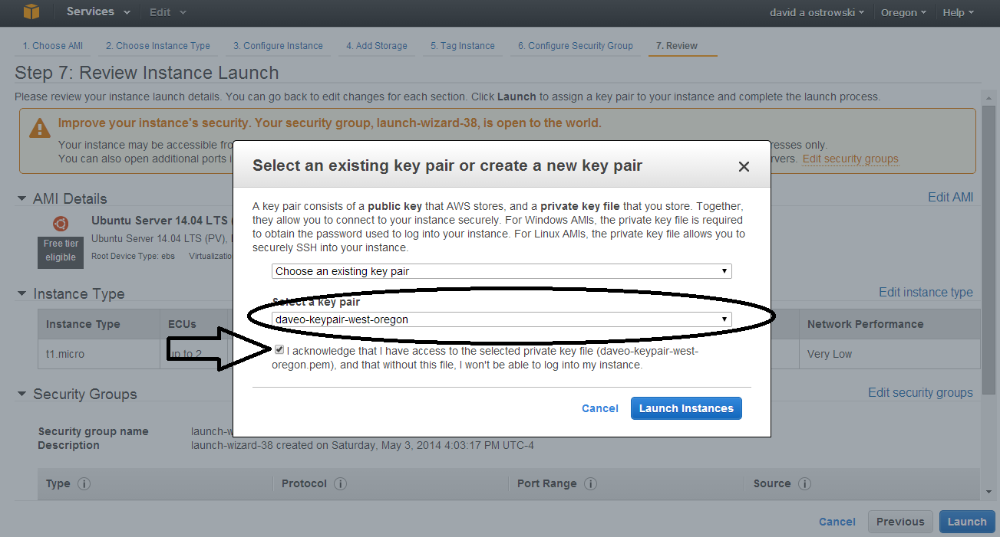 Services Edit david a ostrowski Oregon Help
1. Choose AMI 2. Choose Instance Type 3. Configure Instance 4. Add Storage 5. Tag Instance 6. Configure Security Group 7. Review
Step 7: Review Instance Launch
Please review your instance launch details. You can go back to edit changes for each section. Click Launch to assign a key pair to your instance and complete the launch process.
Improve your instance's security. Your security group, launch-wizard-38, is open to the world.
Your instance may be accessible fro
resses only.
You can also open additional ports i
rvers. Edit security groups
AMI Details
Edit AMI
Ubuntu Server 14.04 LTS (
Free tier eligible
Ubuntu Server 14.04 LTS (PV),
Root Device Type: ebs Virtualizatio
Instance Type
Edit instance type
Instance Type ECUs Network Performance
t1.micro up to 2 Very Low
Security Groups
Edit security groups
Security group name launch-w
Description launch-wizard-38 created on Saturday, May 3, 2014 4:03:17 PM UTC-4
Type Protocol Port Range Source
Cancel Previous Launch
Select an existing key pair or create a new key pair
A key pair consists of a public key that AWS stores, and a private key file that you store. Together,
they allow you to connect to your instance securely. For Windows AMIs, the private key file is required
to obtain the password used to log into your instance. For Linux AMIs, the private key file allows you to
securely SSH into your instance.
Choose an existing key pair
Select a key pair
daveo-keypair-west-oregon
I acknowledge that I have access to the selected private key file (daveo-keypair-west-
oregon.pem), and that without this file, I won't be able to log into my instance.
Cancel Launch Instances